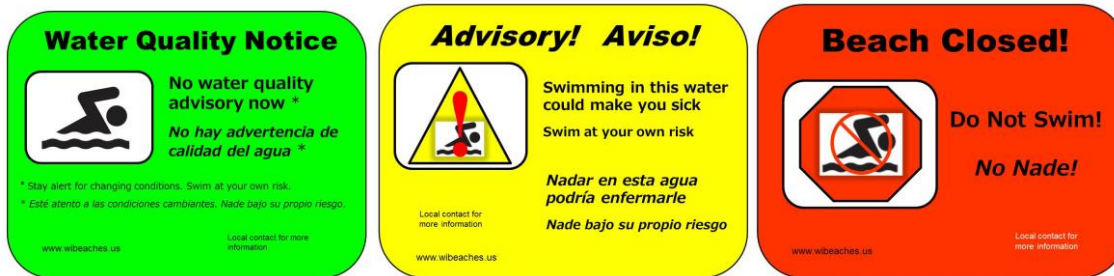 Water Quality Notice
No water quality
advisory now *
No hay advertencia de
calidad del agua *
* Stay alert for changing conditions. Swim at your own risk.
* Esté atento a las condiciones cambiantes. Nade bajo su propio riesgo.
www.wibeaches.us
Local contact for more
information
Advisory! Aviso!
Swimming in this water
could make you sick
Swim at your own risk
Nadar en esta agua
podría enfermarle
Nade bajo su propio riesgo
Local contact for
more information
www.wibeaches.us
Beach Closed!
Do Not Swim!
No Nade!
www.wibeaches.us
Local contact for
more information